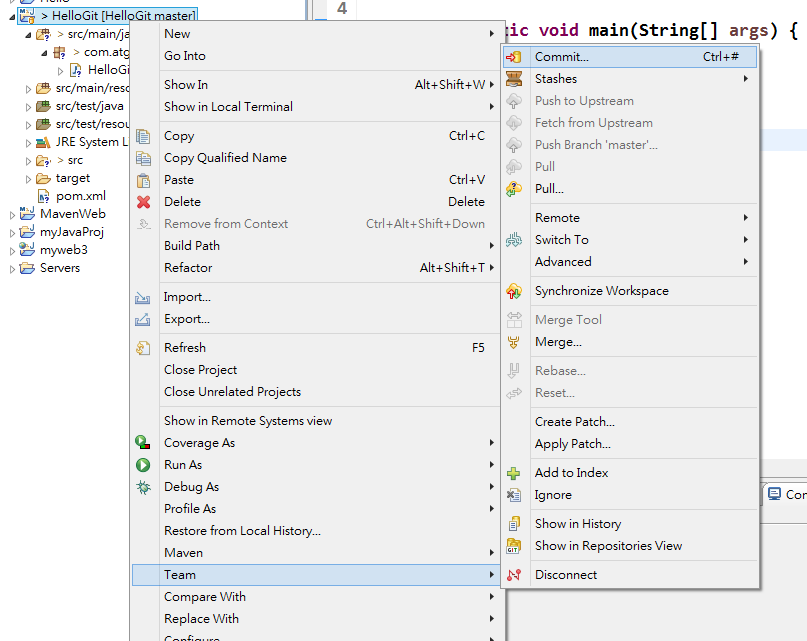 > HelloGit [HelloGit master]
> src/main/ja
> com.atg
HelloGi
src/main/reso
src/test/java
src/test/resou
JRE System L
> src
target
pom.xml
MavenWeb
myJavaProj
myweb3
Servers
4
ic void main(String[] args) {
New
Go Into
Show In Alt+Shift+W
Show in Local Terminal
Copy Ctrl+C
Copy Qualified Name
Paste Ctrl+V
Delete Delete
Remove from Context Ctrl+Alt+Shift+Down
Build Path
Refactor Alt+Shift+T
Import...
Export...
Refresh F5
Close Project
Close Unrelated Projects
Show in Remote Systems view
Coverage As
Run As
Debug As
Profile As
Restore from Local History...
Maven
Team
Compare With
Replace With
Configure
Commit... Ctrl+#
Stashes
Push to Upstream
Fetch from Upstream
Push Branch 'master'...
Pull
Pull...
Remote
Switch To
Advanced
Synchronize Workspace
Merge Tool
Merge...
Rebase...
Reset...
Create Patch...
Apply Patch...
Add to Index
Ignore
Show in History
Show in Repositories View
Disconnect
Con